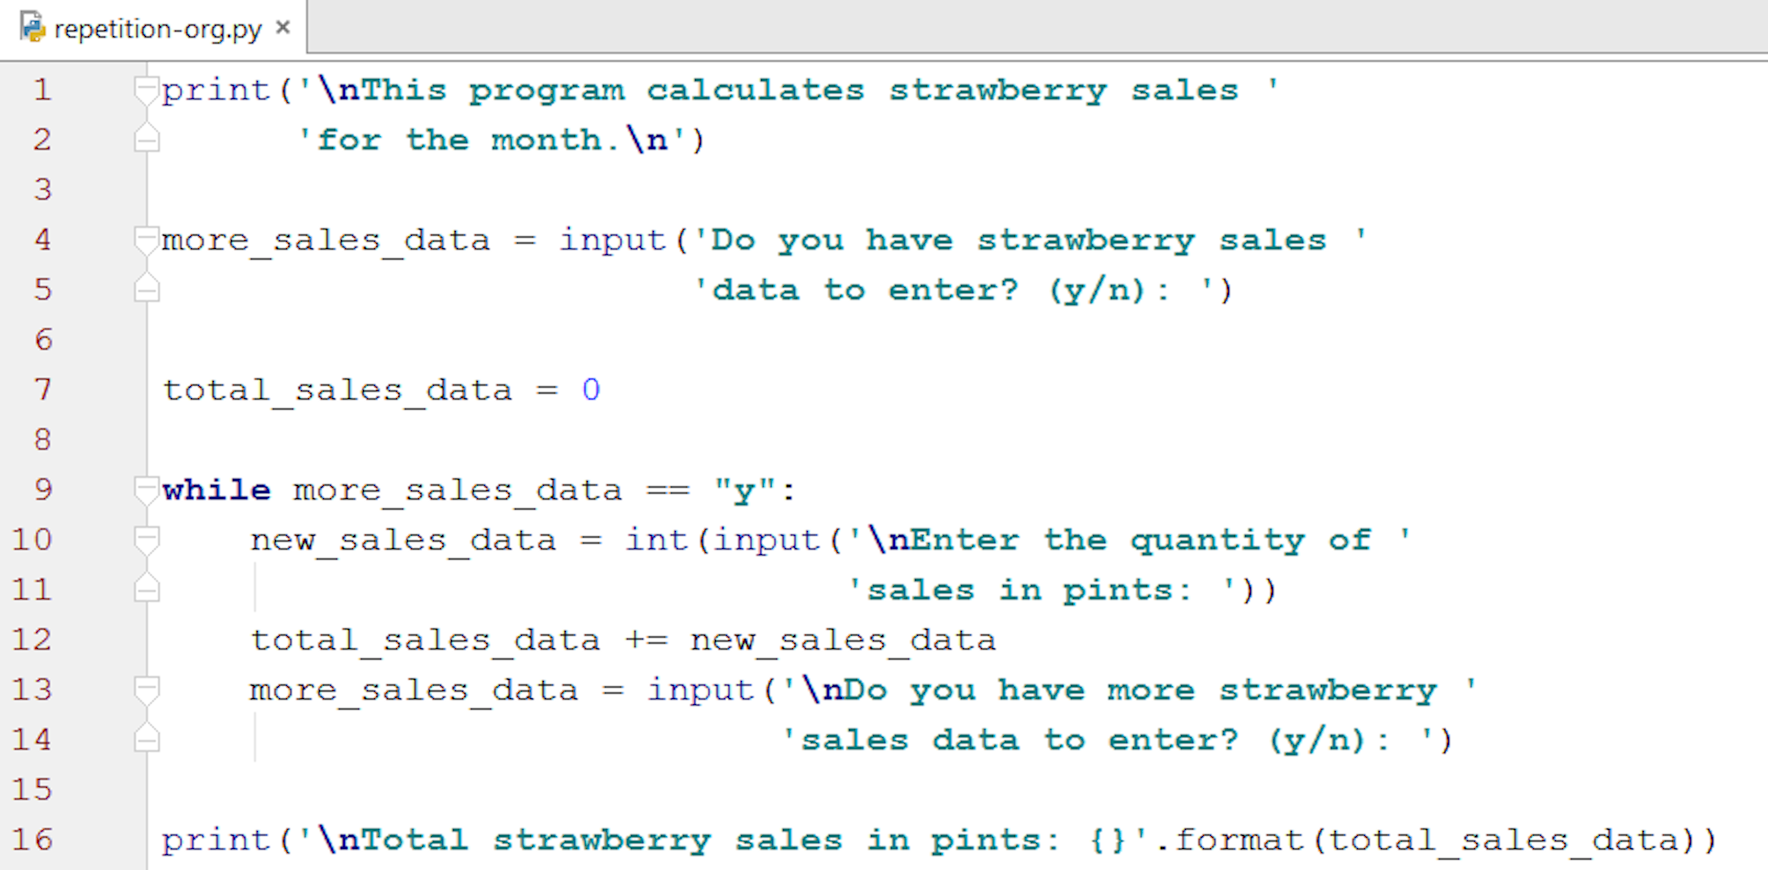 repetition-org.py ×
1 print('\nThis program calculates strawberry sales '
2       'for the month.\n')
3
4 more_sales_data = input('Do you have strawberry sales '
5                         'data to enter? (y/n): ')
6
7 total_sales_data = 0
8
9 while more_sales_data == "y":
10     new_sales_data = int(input('\nEnter the quantity of '
11                                'sales in pints: '))
12     total_sales_data += new_sales_data
13     more_sales_data = input('\nDo you have more strawberry '
14                             'sales data to enter? (y/n): ')
15
16 print('\nTotal strawberry sales in pints: {}'.format(total_sales_data))